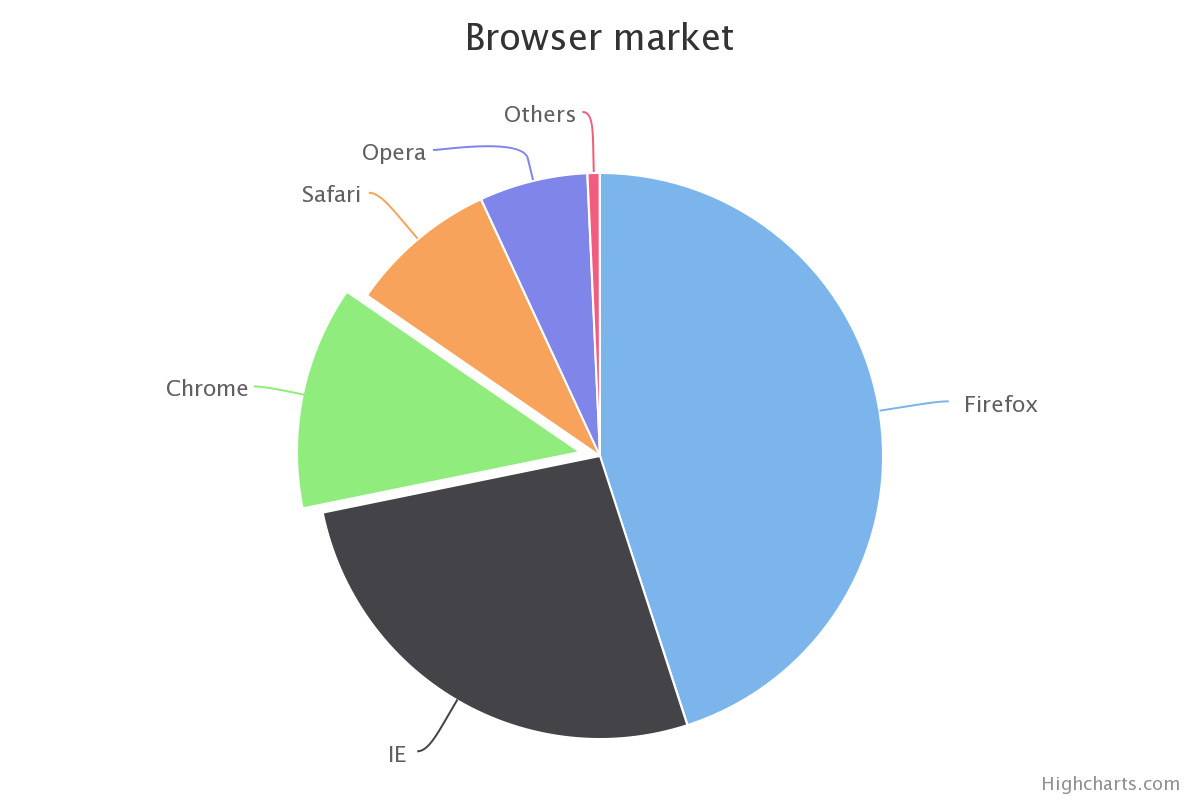 Browser market
Others
Opera
Safari
Chrome
Firefox
IE
Highcharts.com